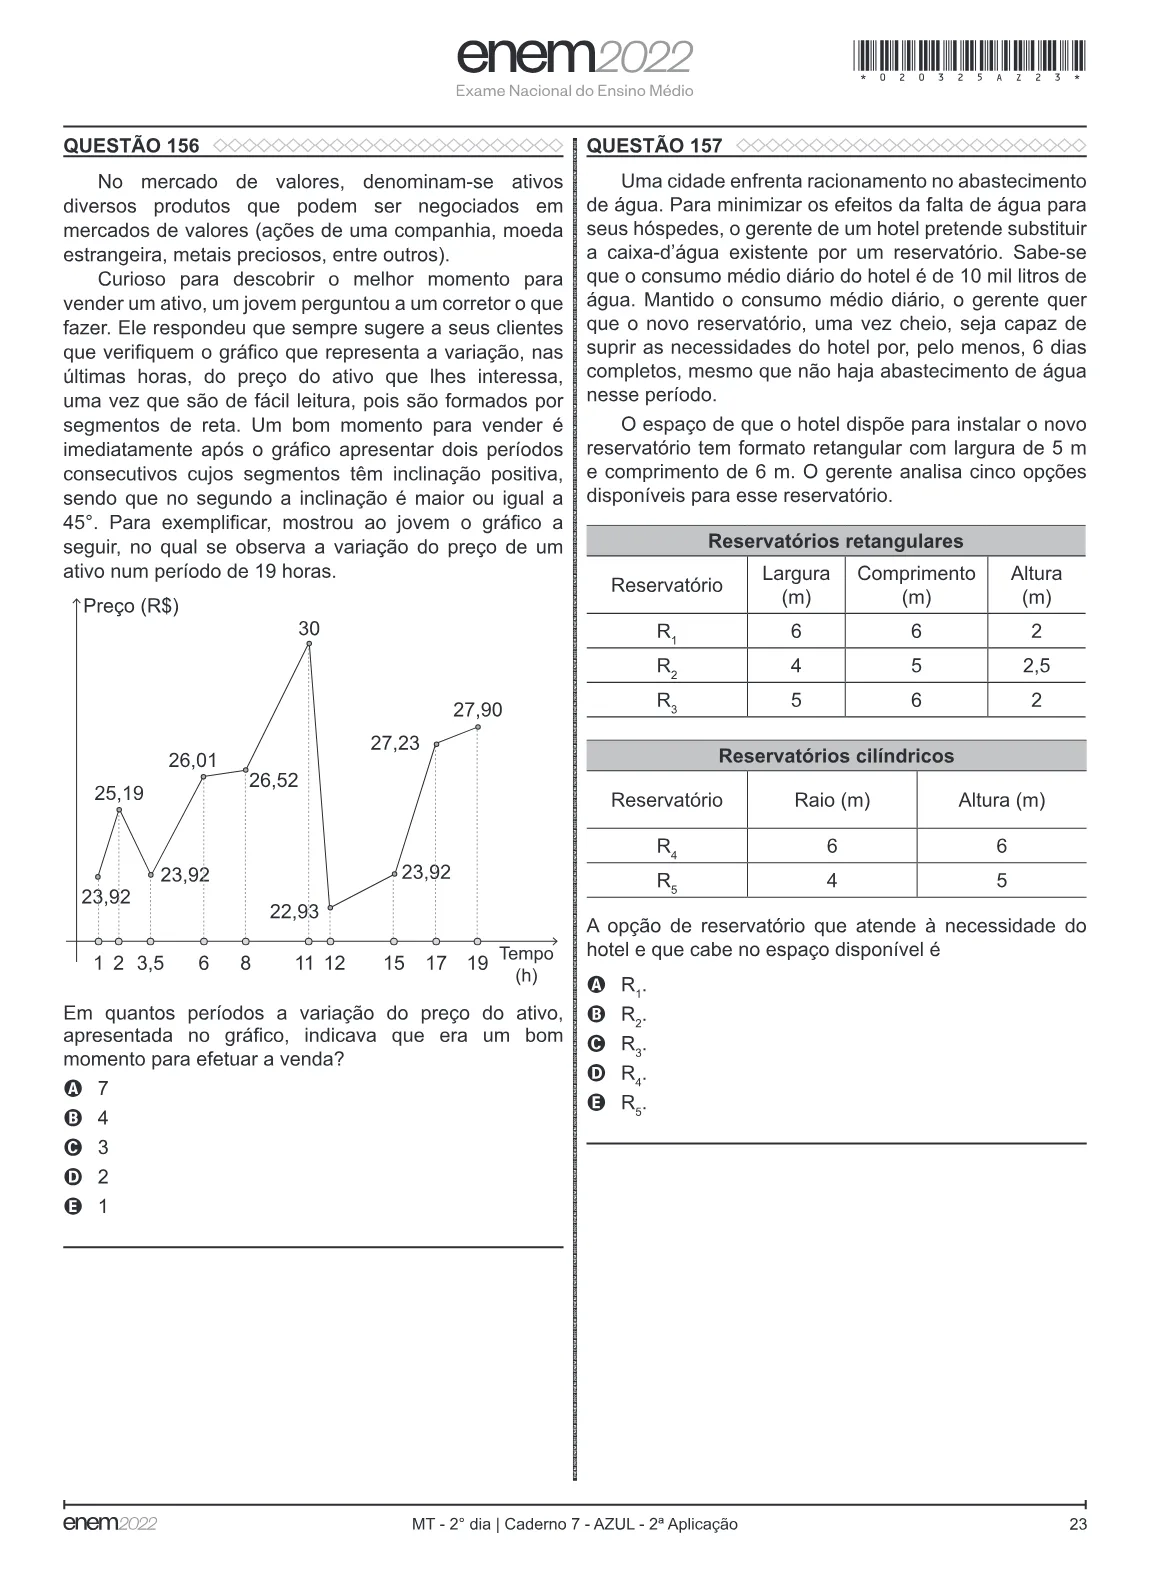 enem2022
Exame Nacional do Ensino Médio
*020325AZ23*
QUESTÃO 156
No mercado de valores, denominam-se ativos
diversos produtos que podem ser negociados em
mercados de valores (ações de uma companhia, moeda
estrangeira, metais preciosos, entre outros).
Curioso para descobrir o melhor momento para
vender um ativo, um jovem perguntou a um corretor o que
fazer. Ele respondeu que sempre sugere a seus clientes
que verifiquem o gráfico que representa a variação, nas
últimas horas, do preço do ativo que lhes interessa,
uma vez que são de fácil leitura, pois são formados por
segmentos de reta. Um bom momento para vender é
imediatamente após o gráfico apresentar dois períodos
consecutivos cujos segmentos têm inclinação positiva,
sendo que no segundo a inclinação é maior ou igual a
45°. Para exemplificar, mostrou ao jovem o gráfico a
seguir, no qual se observa a variação do preço de um
ativo num período de 19 horas.
Preço (R$)
30
27,90
27,23
26,01
26,52
25,19
23,92
23,92
23,92
22,93
1 2 3,5 6 8 11 12 15 17 19 Tempo
(h)
Em quantos períodos a variação do preço do ativo,
apresentada no gráfico, indicava que era um bom
momento para efetuar a venda?
A 7
B 4
C 3
D 2
E 1
QUESTÃO 157
Uma cidade enfrenta racionamento no abastecimento
de água. Para minimizar os efeitos da falta de água para
seus hóspedes, o gerente de um hotel pretende substituir
a caixa-d’água existente por um reservatório. Sabe-se
que o consumo médio diário do hotel é de 10 mil litros de
água. Mantido o consumo médio diário, o gerente quer
que o novo reservatório, uma vez cheio, seja capaz de
suprir as necessidades do hotel por, pelo menos, 6 dias
completos, mesmo que não haja abastecimento de água
nesse período.
O espaço de que o hotel dispõe para instalar o novo
reservatório tem formato retangular com largura de 5 m
e comprimento de 6 m. O gerente analisa cinco opções
disponíveis para esse reservatório.
Reservatórios retangulares
Reservatório Largura (m) Comprimento (m) Altura (m)
R1 6 6 2
R2 4 5 2,5
R3 5 6 2
Reservatórios cilíndricos
Reservatório Raio (m) Altura (m)
R4 6 6
R5 4 5
A opção de reservatório que atende à necessidade do
hotel e que cabe no espaço disponível é
A R1.
B R2.
C R3.
D R4.
E R5.
enem2022
MT - 2° dia | Caderno 7 - AZUL - 2ª Aplicação
23